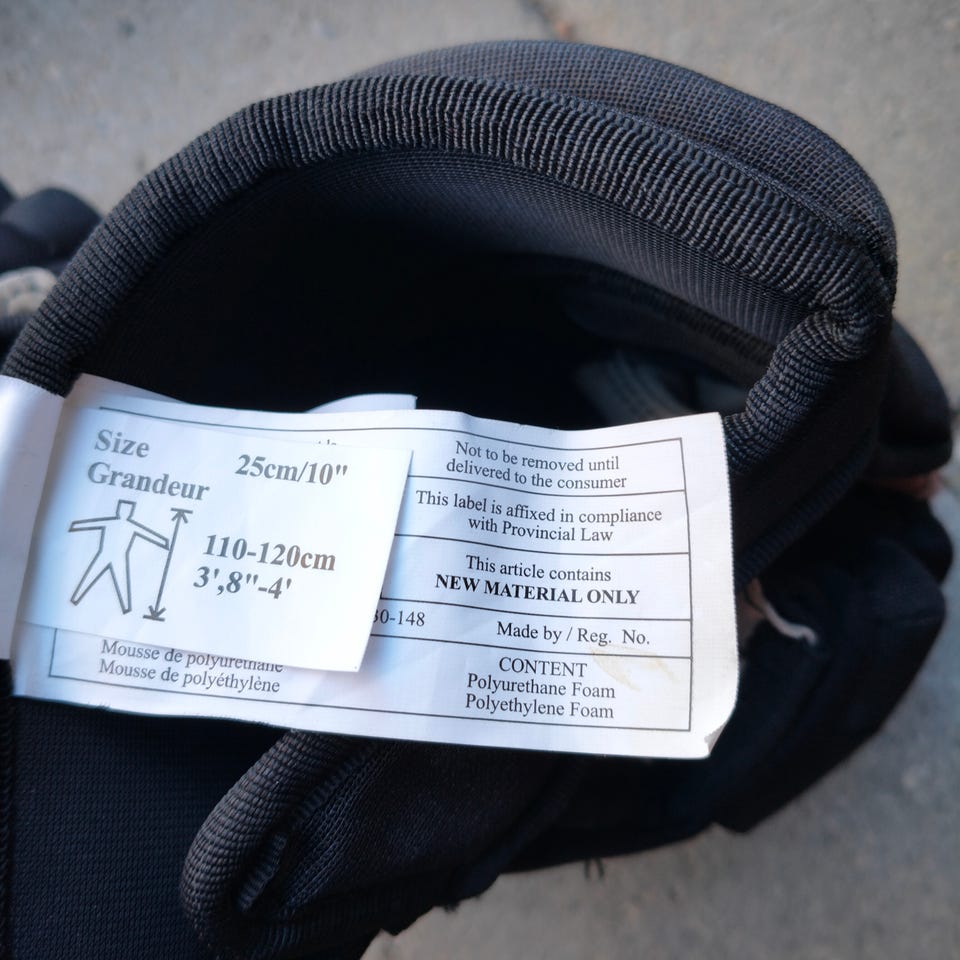 Size
Grandeur
25cm/10"
110-120cm
3',8"-4'
Not to be removed until
delivered to the consumer
This label is affixed in compliance
with Provincial Law
This article contains
NEW MATERIAL ONLY
0-148
Made by / Reg. No.
Mousse de polyuréthane
Mousse de polyéthylène
CONTENT
Polyurethane Foam
Polyethylene Foam